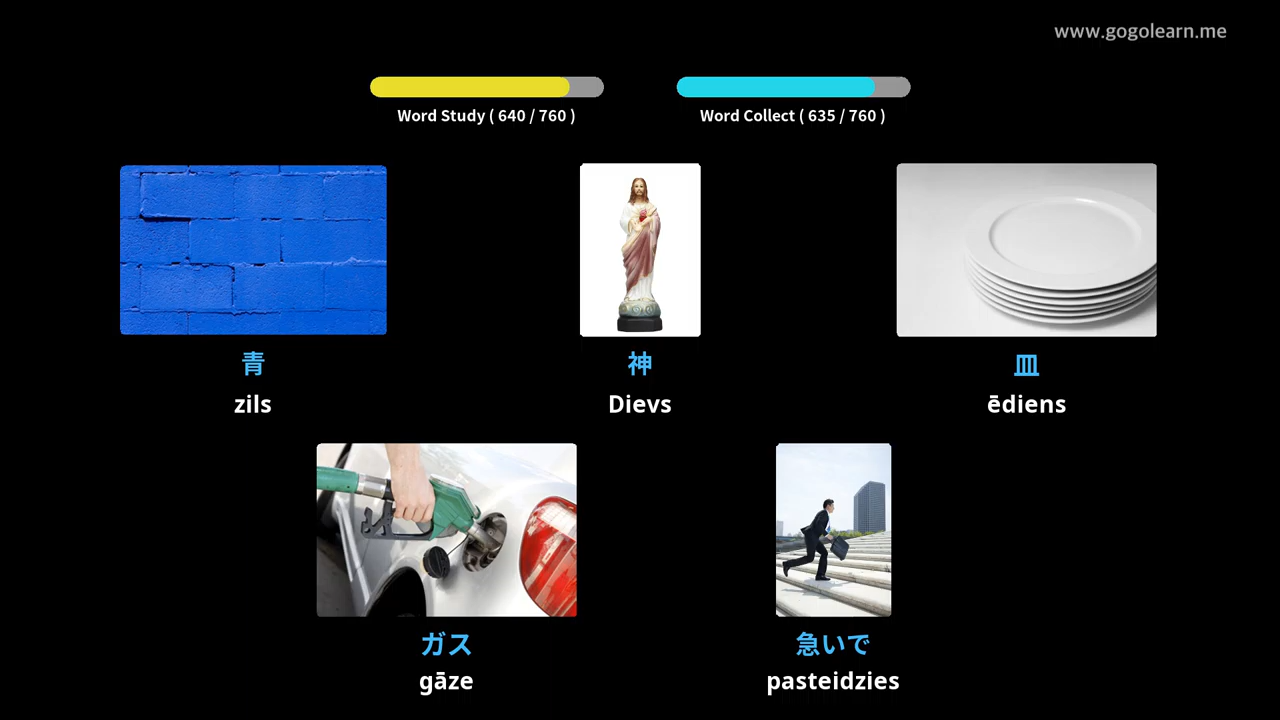 www.gogolearn.me
Word Study ( 640 / 760 )
Word Collect ( 635 / 760 )
青
zils
神
Dievs
皿
ēdiens
ガス
gāze
急いで
pasteidzies